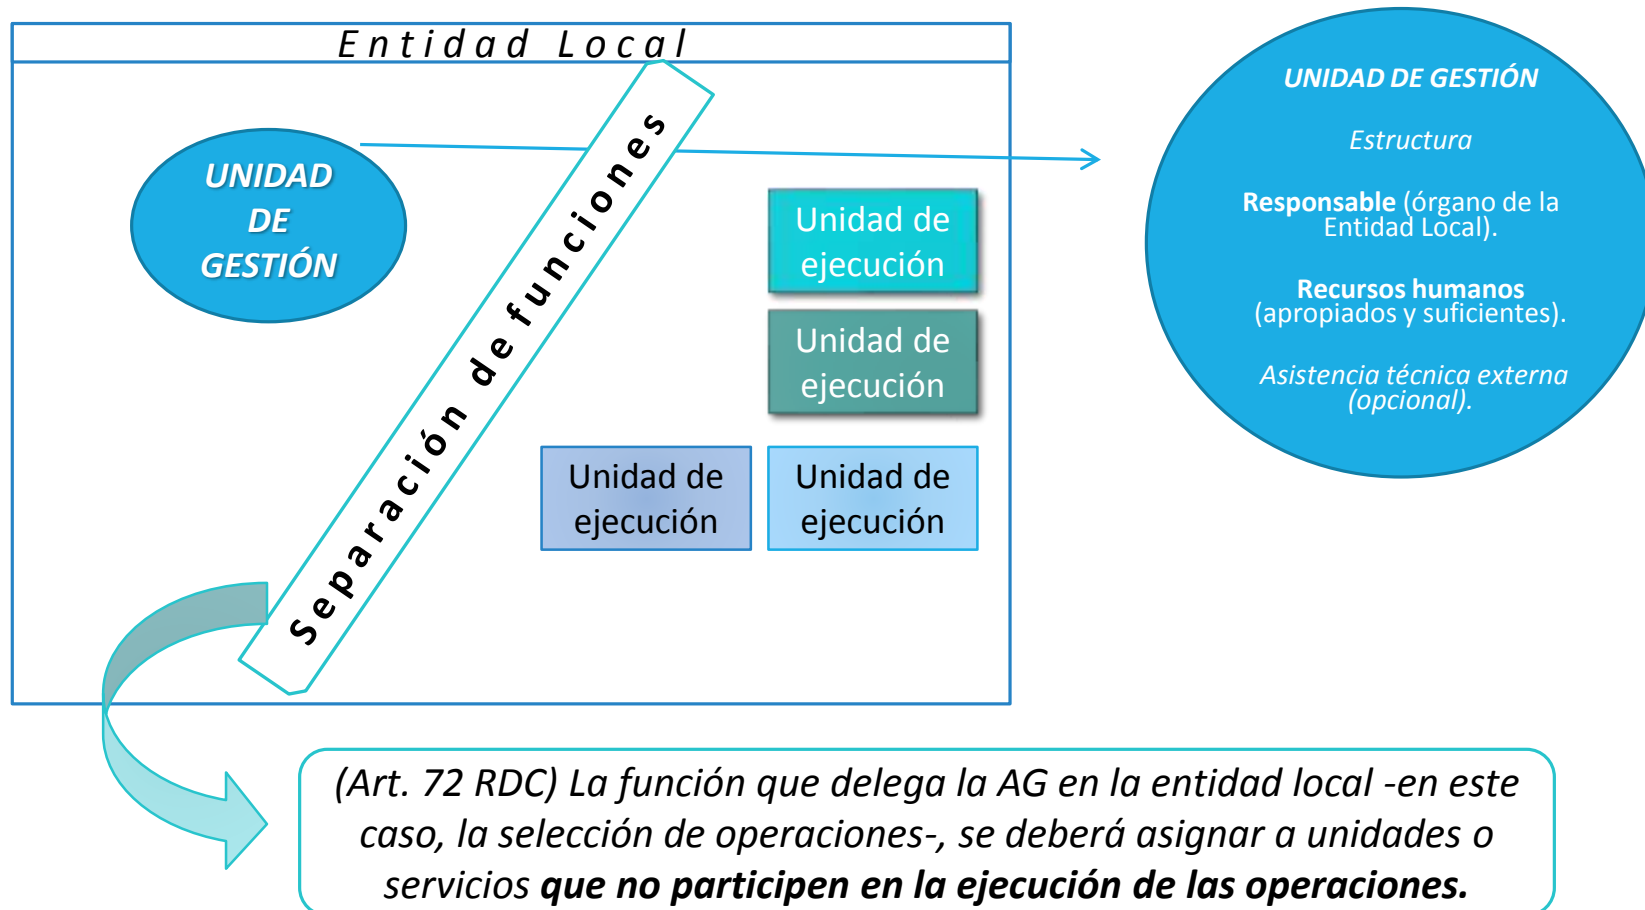 Entidad Local
UNIDAD
DE
GESTIÓN
Separación de funciones
Unidad de
ejecución
Unidad de
ejecución
Unidad de
ejecución
Unidad de
ejecución
UNIDAD DE GESTIÓN
Estructura
Responsable (órgano de la
Entidad Local).
Recursos humanos
(apropiados y suficientes).
Asistencia técnica externa
(opcional).
(Art. 72 RDC) La función que delega la AG en la entidad local -en este
caso, la selección de operaciones-, se deberá asignar a unidades o
servicios que no participen en la ejecución de las operaciones.